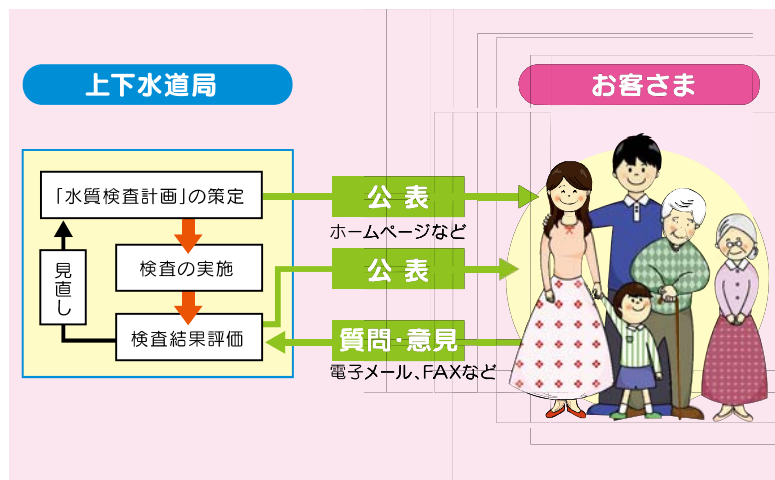 上下水道局
お客さま
「水質検査計画」の策定
公表
ホームページなど
検査の実施
公表
見直し
検査結果評価
質問・意見
電子メール、FAXなど